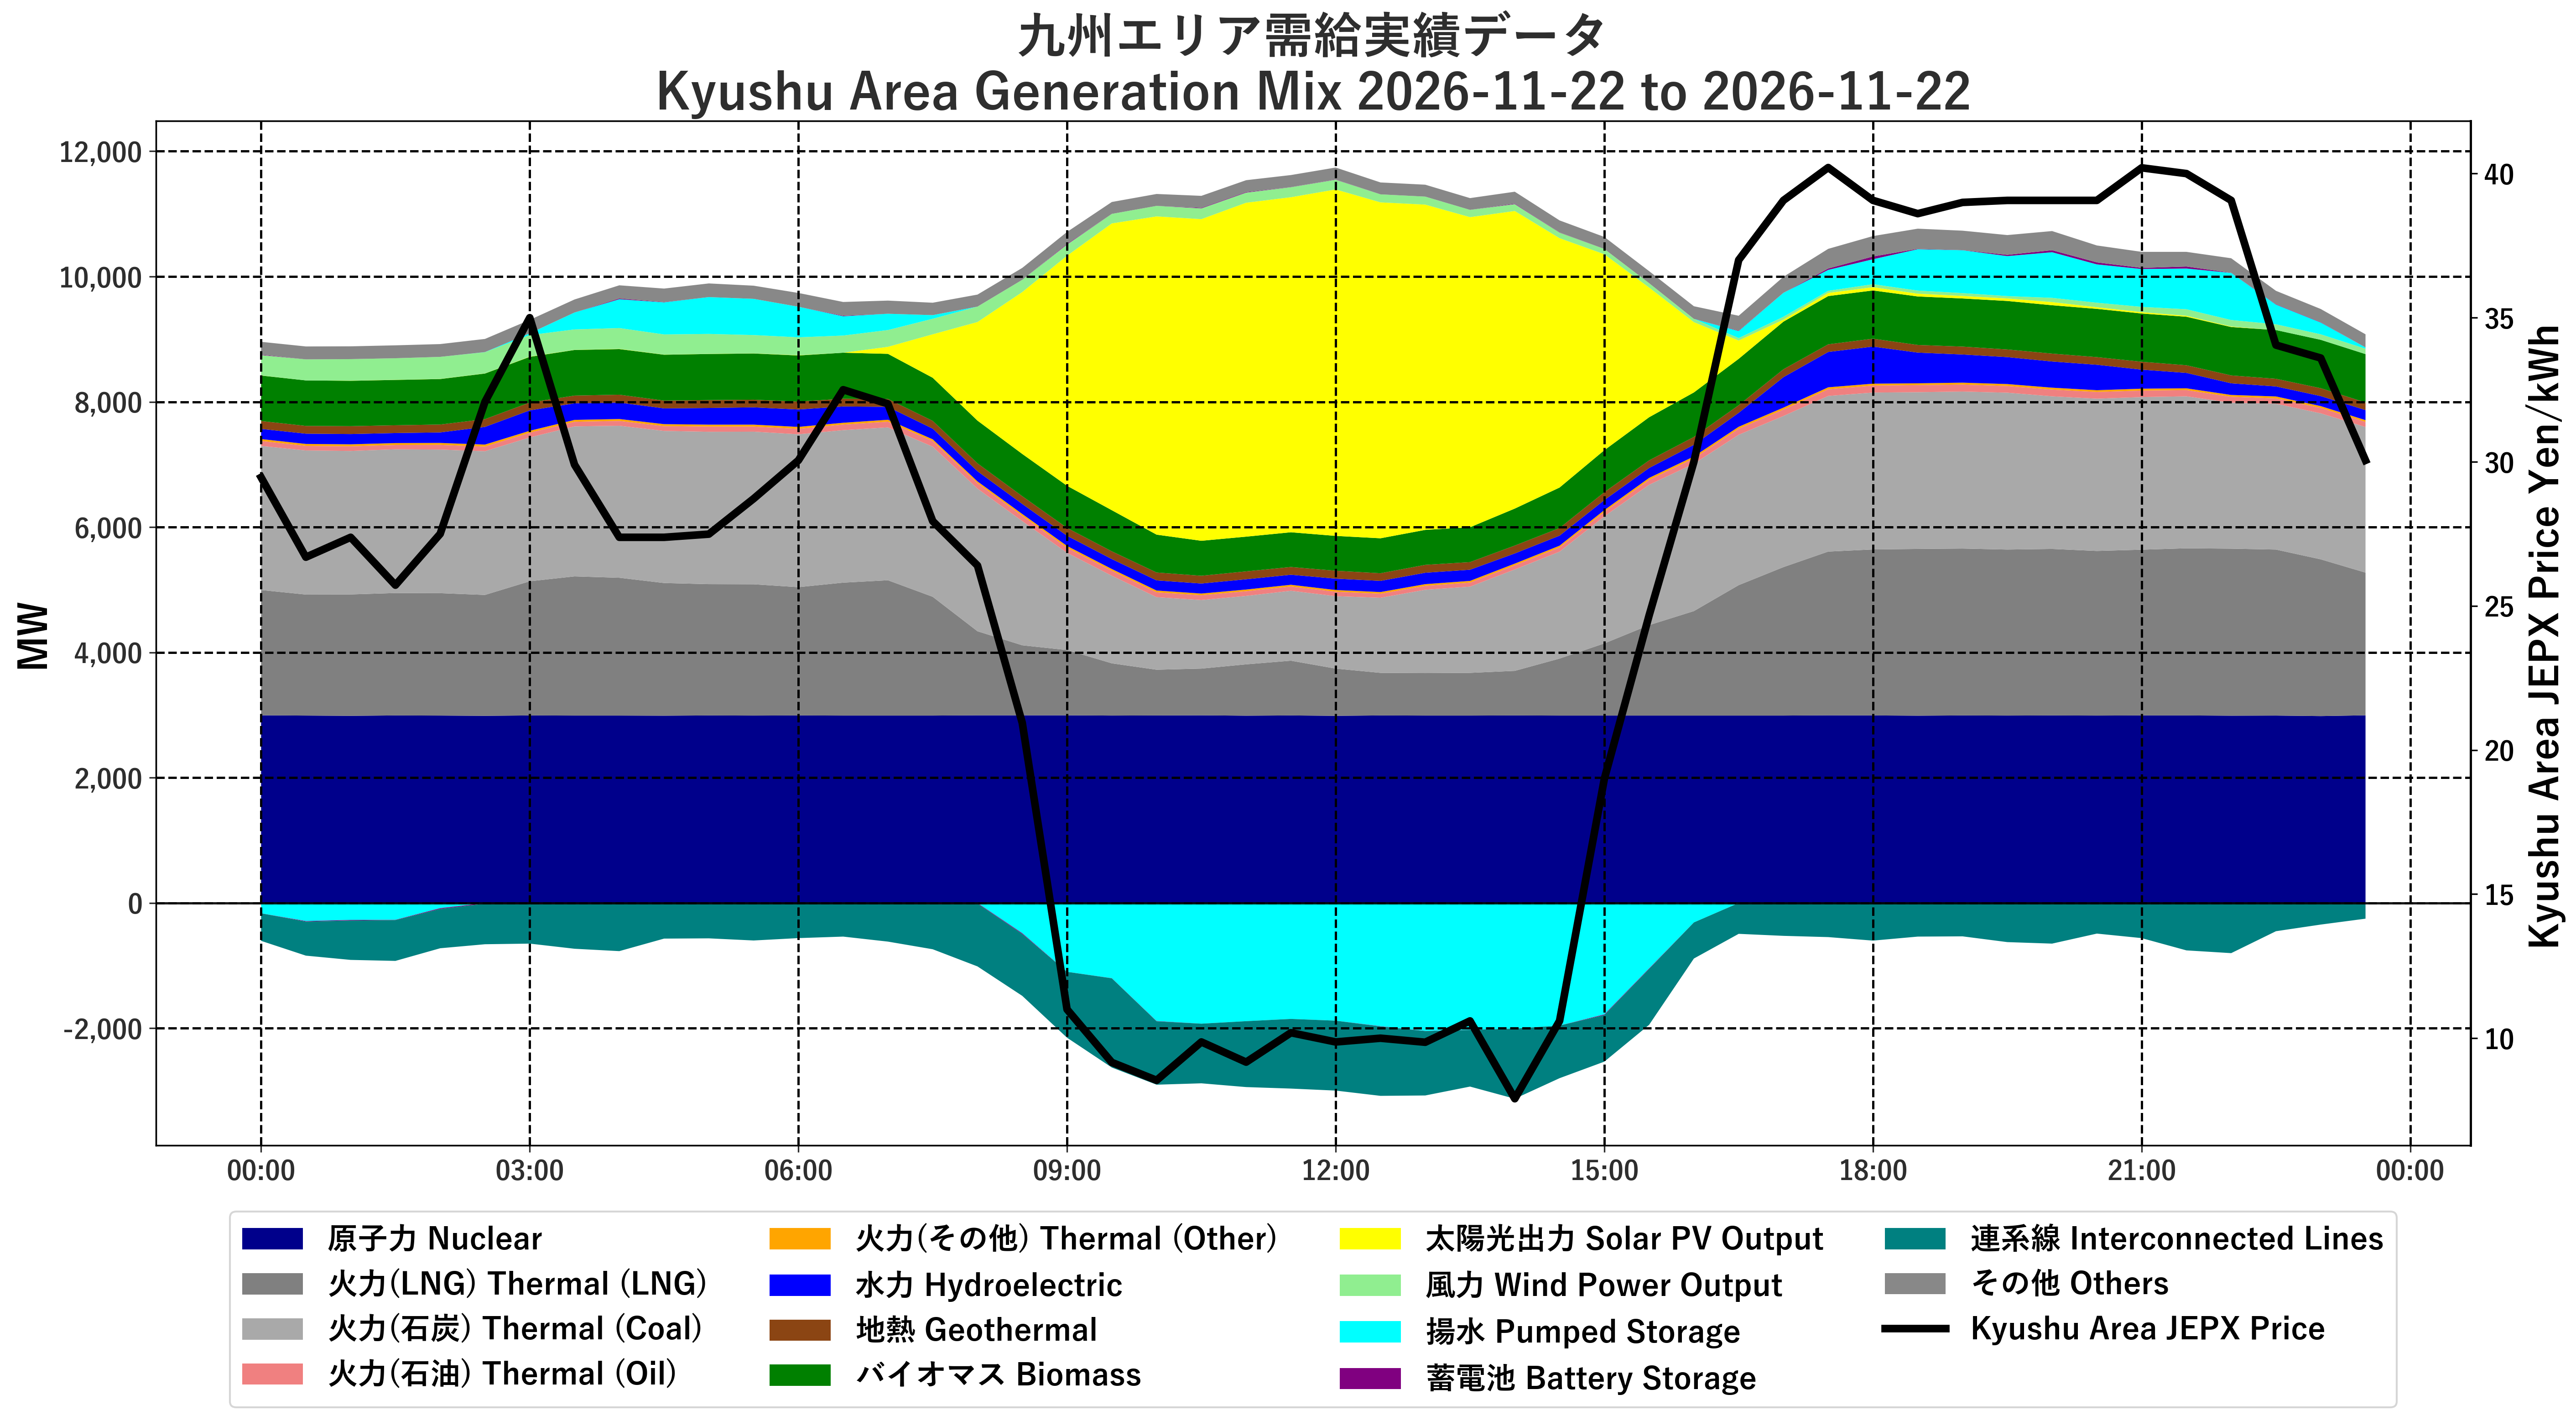 九州エリア需給実績データ
Kyushu Area Generation Mix 2026-11-22 to 2026-11-22
MW
12,000
10,000
8,000
6,000
4,000
2,000
0
-2,000
40
35
30
25
20
15
10
Kyushu Area JEPX Price Yen/kWh
00:00 03:00 06:00 09:00 12:00 15:00 18:00 21:00 00:00
原子力 Nuclear
火力(LNG) Thermal (LNG)
火力(石炭) Thermal (Coal)
火力(石油) Thermal (Oil)
火力(その他) Thermal (Other)
水力 Hydroelectric
地熱 Geothermal
バイオマス Biomass
太陽光出力 Solar PV Output
風力 Wind Power Output
揚水 Pumped Storage
蓄電池 Battery Storage
連系線 Interconnected Lines
その他 Others
Kyushu Area JEPX Price